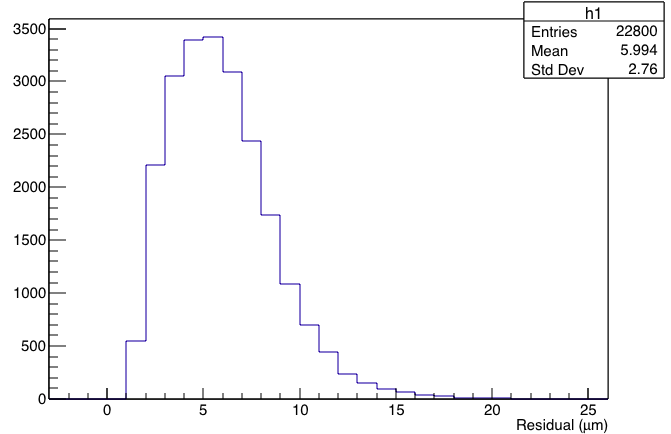 h1
Entries 22800
Mean 5.994
Std Dev 2.76
3500
3000
2500
2000
1500
1000
500
0
0 5 10 15 20 25
Residual (μm)